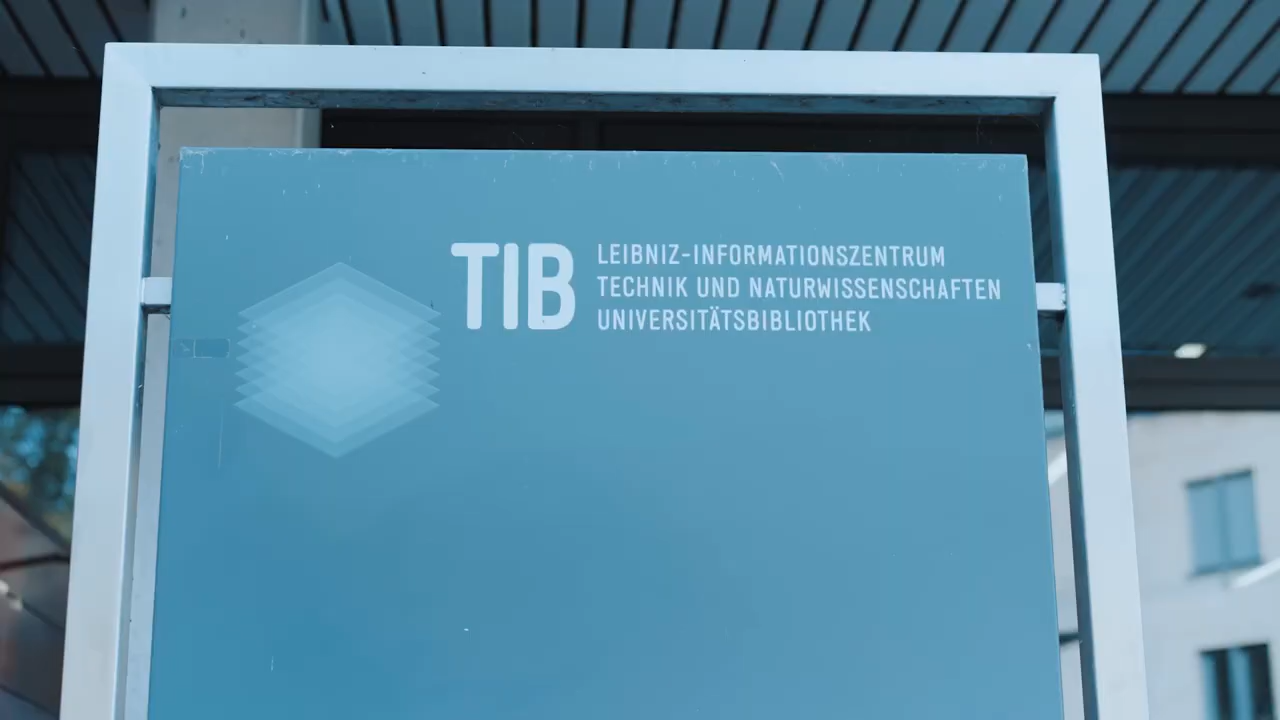 TIB
LEIBNIZ-INFORMATIONSZENTRUM
TECHNIK UND NATURWISSENSCHAFTEN
UNIVERSITÄTSBIBLIOTHEK